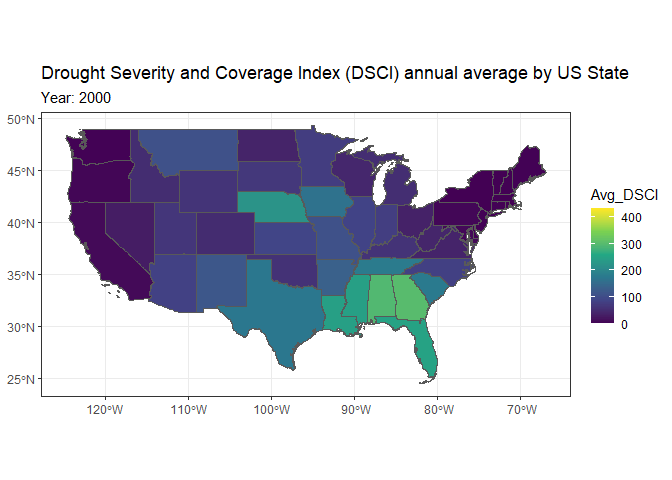 Drought Severity and Coverage Index (DSCI) annual average by US State
Year: 2000
50°N
45°N
40°N
35°N
30°N
25°N
120°W
110°W
100°W
90°W
80°W
70°W
Avg_DSCI
400
300
200
100
0